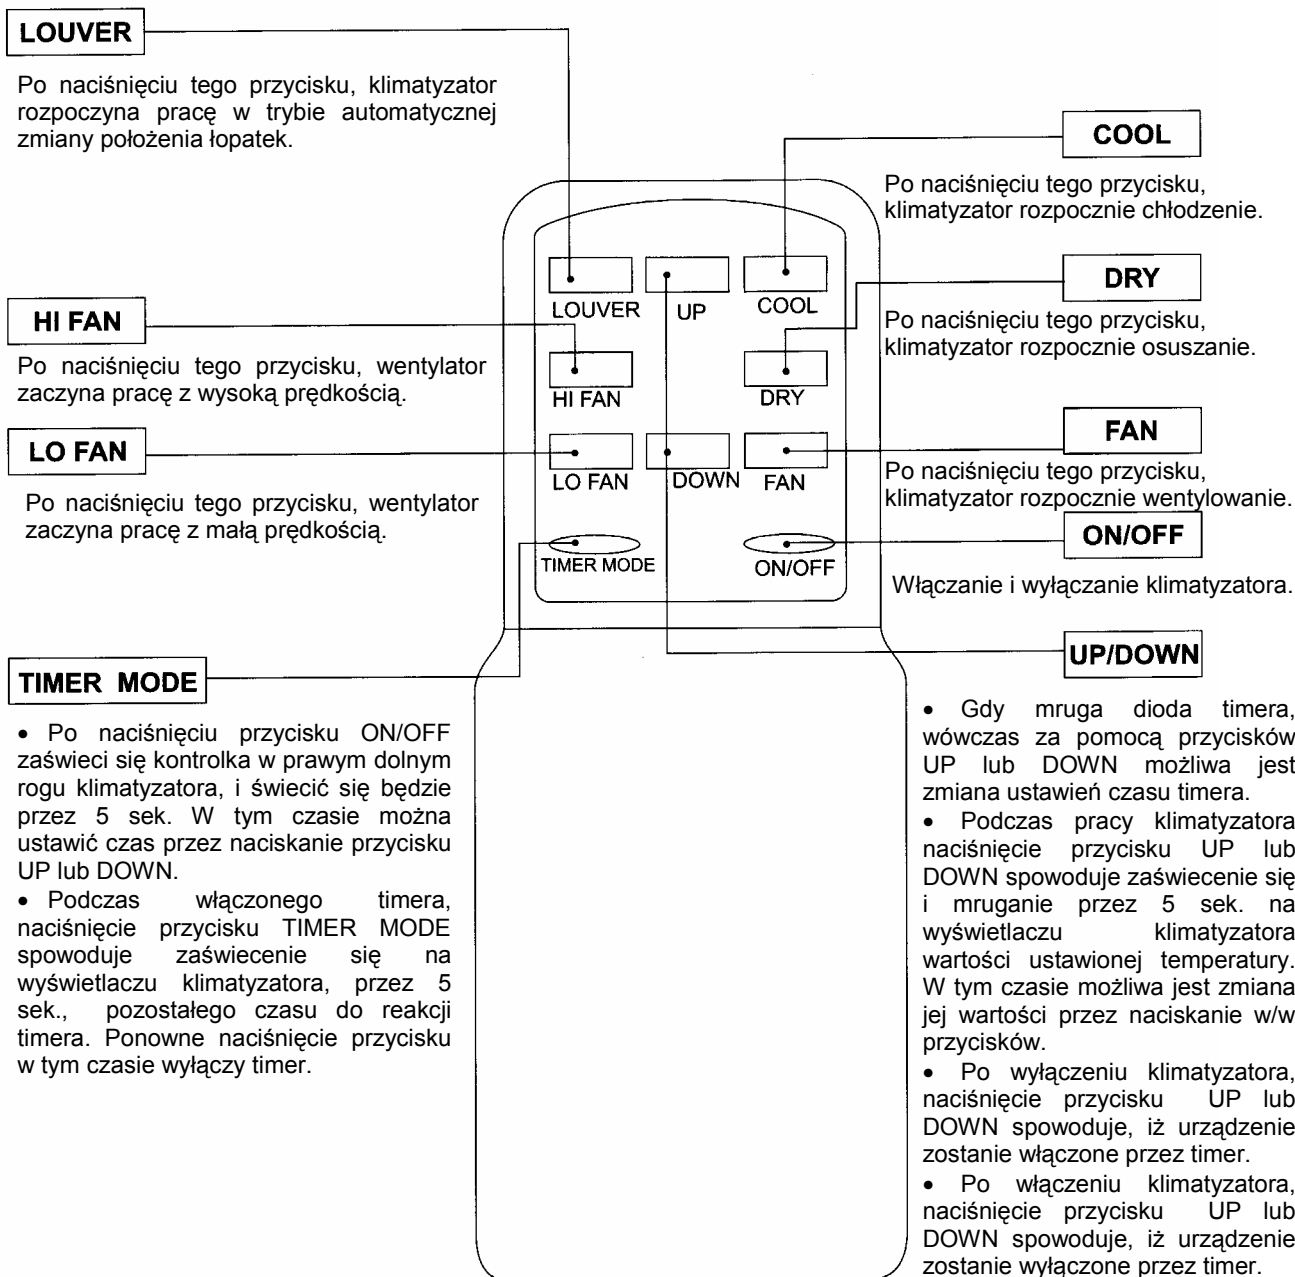 LOUVER
Po naciśnięciu tego przycisku, klimatyzator
rozpoczyna pracę w trybie automatycznej
zmiany położenia łopatek.
HI FAN
Po naciśnięciu tego przycisku, wentylator
zaczyna pracę z wysoką prędkością.
LO FAN
Po naciśnięciu tego przycisku, wentylator
zaczyna pracę z małą prędkością.
TIMER MODE
• Po naciśnięciu przycisku ON/OFF
zaświeci się kontrolka w prawym dolnym
rogu klimatyzatora, i świecić się będzie
przez 5 sek. W tym czasie można
ustawić czas przez naciskanie przycisku
UP lub DOWN.
• Podczas włączonego timera,
naciśnięcie przycisku TIMER MODE
spowoduje zaświecenie się na
wyświetlaczu klimatyzatora, przez 5
sek., pozostałego czasu do reakcji
timera. Ponowne naciśnięcie przycisku
w tym czasie wyłączy timer.
LOUVER UP COOL
HI FAN DRY
LO FAN DOWN FAN
TIMER MODE ON/OFF
COOL
Po naciśnięciu tego przycisku,
klimatyzator rozpocznie chłodzenie.
DRY
Po naciśnięciu tego przycisku,
klimatyzator rozpocznie osuszanie.
FAN
Po naciśnięciu tego przycisku,
klimatyzator rozpocznie wentylowanie.
ON/OFF
Włączanie i wyłączanie klimatyzatora.
UP/DOWN
• Gdy mruga dioda timera,
wówczas za pomocą przycisków
UP lub DOWN możliwa jest
zmiana ustawień czasu timera.
• Podczas pracy klimatyzatora
naciśnięcie przycisku UP lub
DOWN spowoduje zaświecenie się
i mruganie przez 5 sek. na
wyświetlaczu klimatyzatora
wartości ustawionej temperatury.
W tym czasie możliwa jest zmiana
jej wartości przez naciskanie w/w
przycisków.
• Po wyłączeniu klimatyzatora,
naciśnięcie przycisku UP lub
DOWN spowoduje, iż urządzenie
zostanie włączone przez timer.
• Po włączeniu klimatyzatora,
naciśnięcie przycisku UP lub
DOWN spowoduje, iż urządzenie
zostanie wyłączone przez timer.